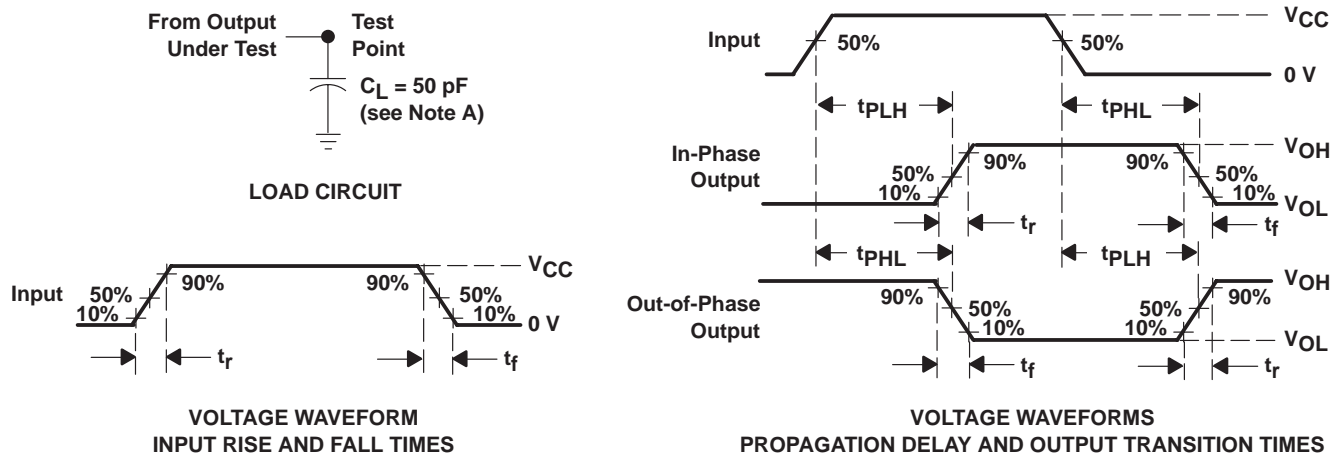 From Output
Under Test
Test
Point
CL = 50 pF
(see Note A)
LOAD CIRCUIT
Input
50%
10%
90%
90%
50%
10%
VCC
0 V
tr
tf
VOLTAGE WAVEFORM
INPUT RISE AND FALL TIMES
Input
50%
50%
VCC
0 V
tPLH
tPHL
In-Phase
Output
50%
10%
90%
90%
50%
10%
VOH
VOL
tr
tf
tPHL
tPLH
Out-of-Phase
Output
90%
50%
10%
50%
10%
90%
VOH
VOL
tf
tr
VOLTAGE WAVEFORMS
PROPAGATION DELAY AND OUTPUT TRANSITION TIMES